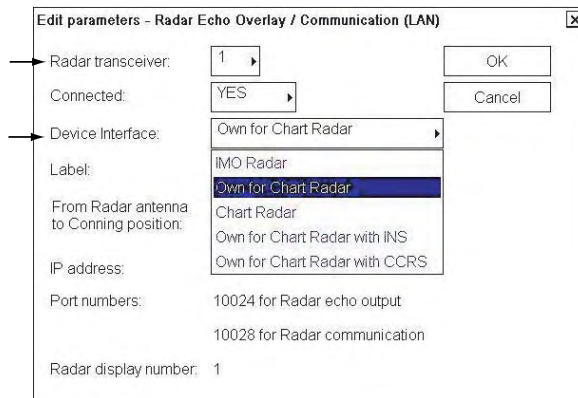 Edit parameters - Radar Echo Overlay / Communication (LAN)
Radar transceiver: 1
OK
Connected: YES
Cancel
Device Interface: Own for Chart Radar
Label:
IMO Radar
Own for Chart Radar
From Radar antenna
to Conning position:
Chart Radar
Own for Chart Radar with INS
Own for Chart Radar with CCRS
IP address:
Port numbers: 10024 for Radar echo output
10028 for Radar communication
Radar display number: 1